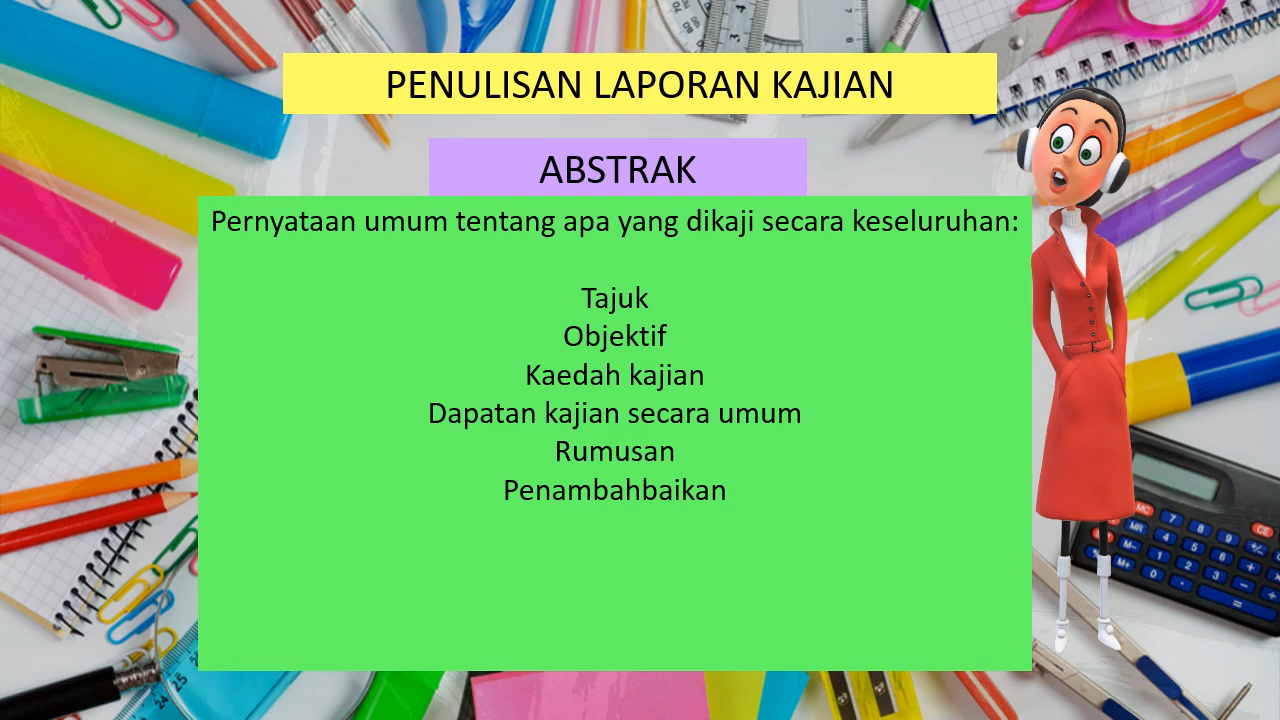 PENULISAN LAPORAN KAJIAN
ABSTRAK
Pernyataan umum tentang apa yang dikaji secara keseluruhan:
Tajuk
Objektif
Kaedah kajian
Dapatan kajian secara umum
Rumusan
Penambahbaikan